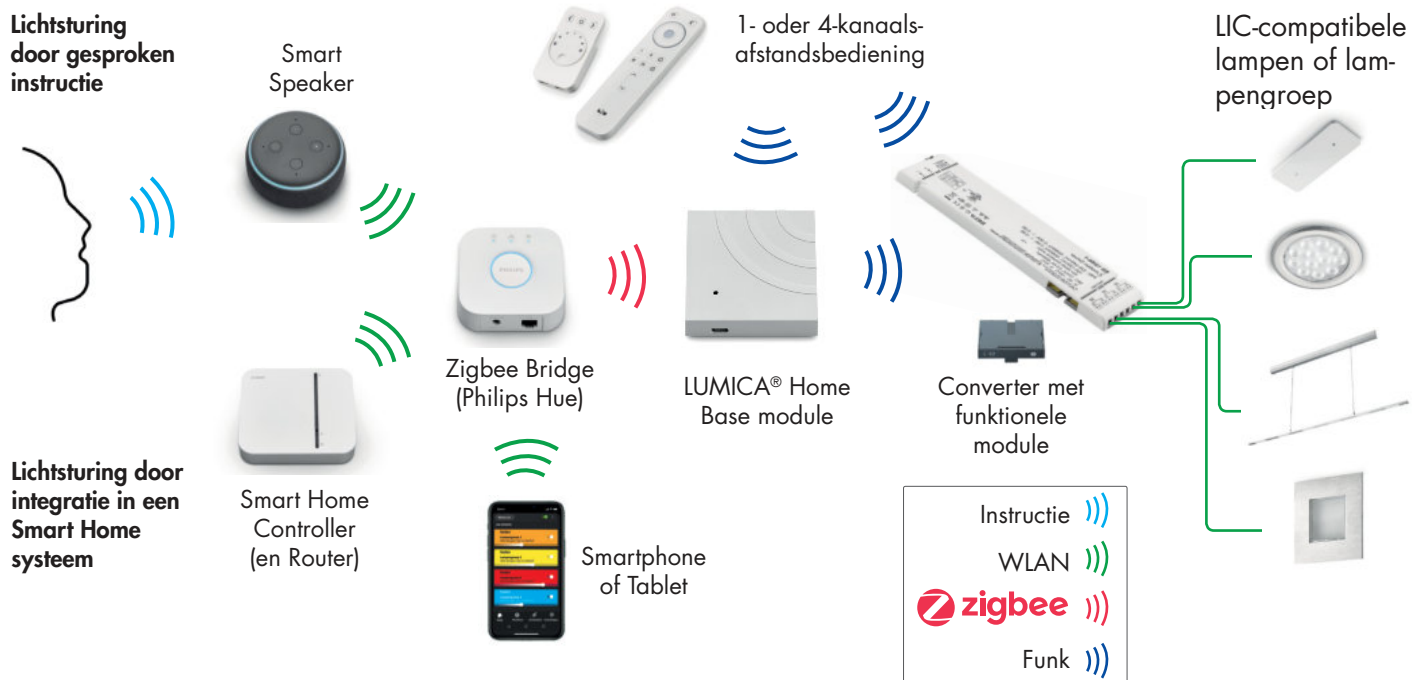 Lichtsturing
door gesproken
instructie
Smart
Speaker
1- oder 4-kanaals-
afstandsbediening
LIC-compatibele
lampen of lam-
pengroep
PHILIPS
Zigbee Bridge
(Philips Hue)
LUMICA® Home
Base module
Converter met
funktionele
module
Lichtsturing door
integratie in een
Smart Home
systeem
Smart Home
Controller
(en Router)
Smartphone
of Tablet
Instructie
WLAN
zigbee
Funk